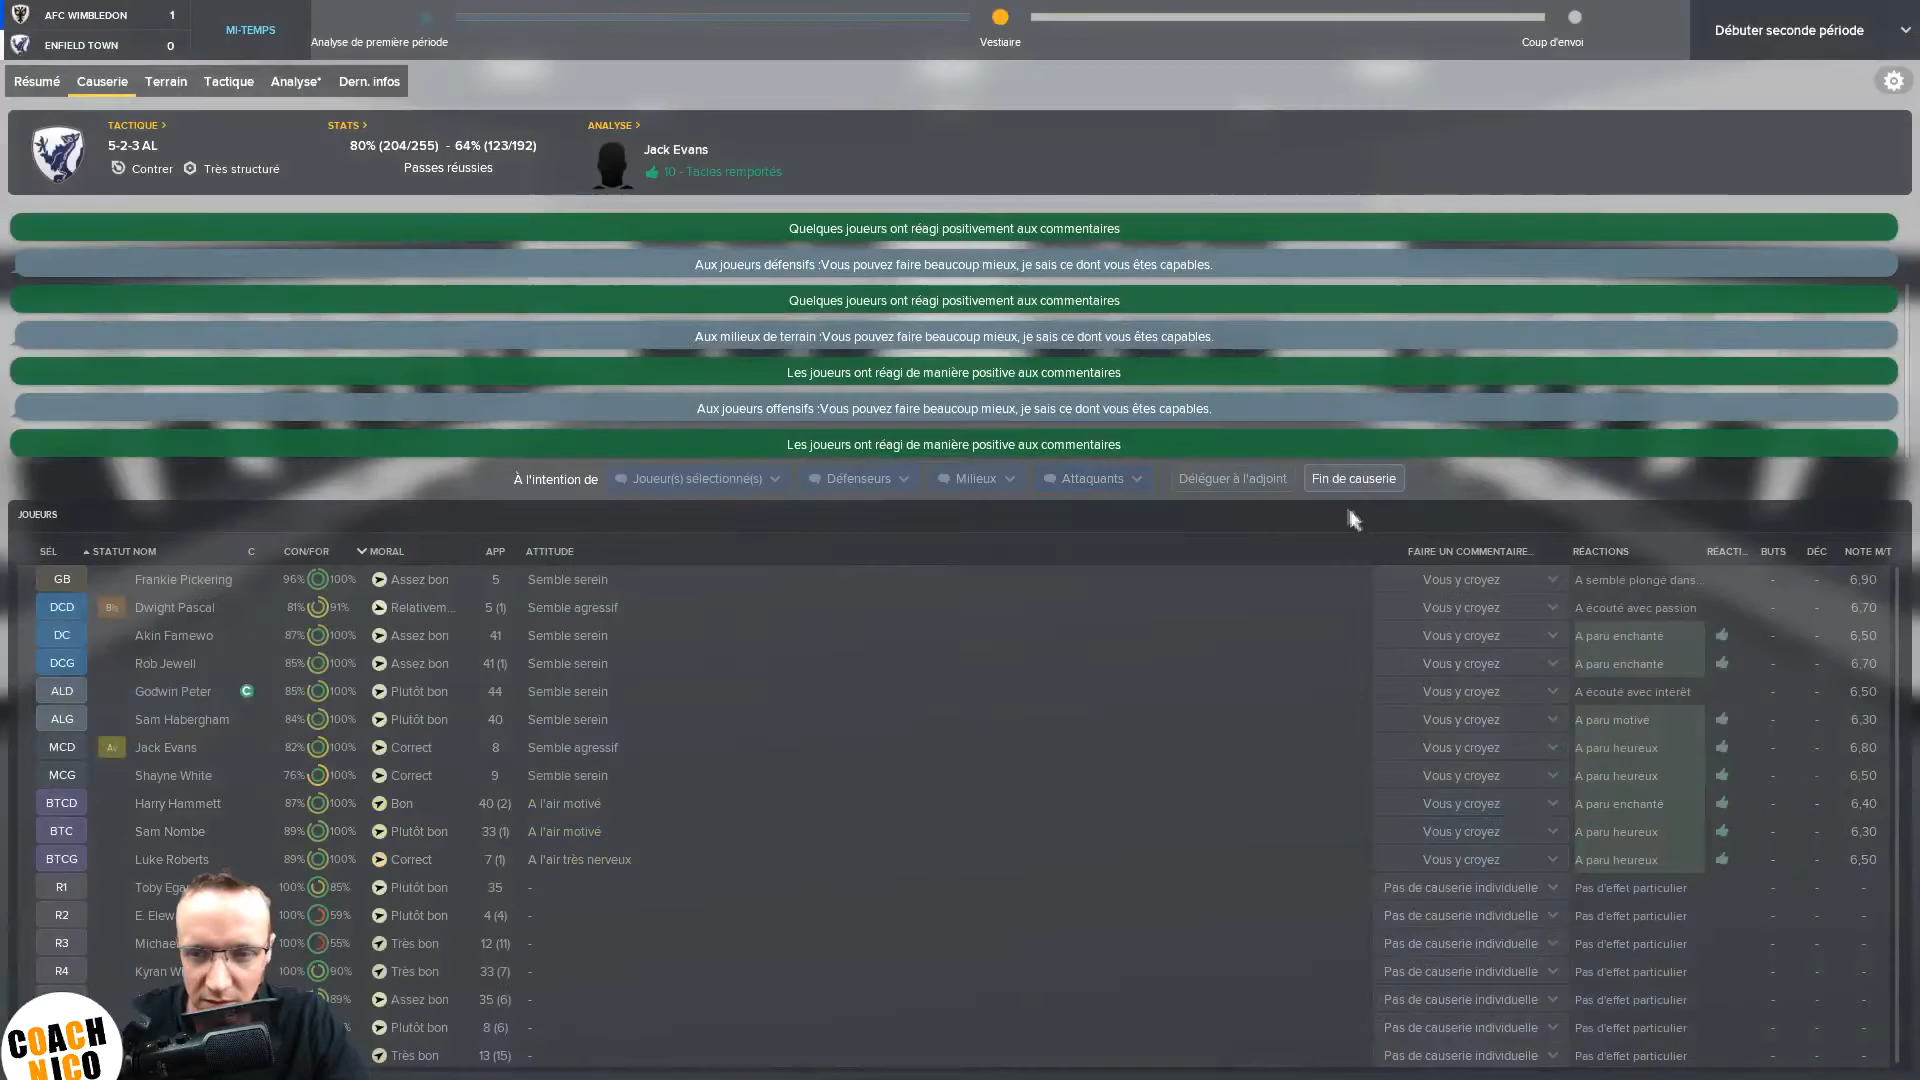 AFC WIMBLEDON 1
ENFIELD TOWN 0
MI-TEMPS
Analyse de première période
Vestiaire
Coup d'envoi
Débuter seconde période
Résumé Causerie Terrain Tactique Analyse* Dern. infos
TACTIQUE >
5-2-3 AL
Contrer Très structuré
STATS >
80% (204/255) - 64% (123/192)
Passes réussies
ANALYSE >
Jack Evans
10 - Tacles remportés
Quelques joueurs ont réagi positivement aux commentaires
Aux joueurs défensifs :Vous pouvez faire beaucoup mieux, je sais ce dont vous êtes capables.
Quelques joueurs ont réagi positivement aux commentaires
Aux milieux de terrain :Vous pouvez faire beaucoup mieux, je sais ce dont vous êtes capables.
Les joueurs ont réagi de manière positive aux commentaires
Aux joueurs offensifs :Vous pouvez faire beaucoup mieux, je sais ce dont vous êtes capables.
Les joueurs ont réagi de manière positive aux commentaires
À l'intention de Joueur(s) sélectionné(s) Défenseurs Milieux Attaquants Déléguer à l'adjoint Fin de causerie
JOUEURS
SÉL STATUT NOM C CON/FOR MORAL APP ATTITUDE FAIRE UN COMMENTAIRE... RÉACTIONS RÉACTI... BUTS DÉC NOTE M/T
GB Frankie Pickering 96% 100% Assez bon 5 Semble serein Vous y croyez A semblé plongé dans... - - 6,90
DCD Bls Dwight Pascal 81% 91% Relativem... 5 (1) Semble agressif Vous y croyez A écouté avec passion - - 6,70
DC Akin Famewo 87% 100% Assez bon 41 Semble serein Vous y croyez A paru enchanté - - 6,50
DCG Rob Jewell 85% 100% Assez bon 41 (1) Semble serein Vous y croyez A paru enchanté - - 6,70
ALD Godwin Peter C 85% 100% Plutôt bon 44 Semble serein Vous y croyez A écouté avec intérêt - - 6,50
ALG Sam Habergham 84% 100% Plutôt bon 40 Semble serein Vous y croyez A paru motivé - - 6,30
MCD Av Jack Evans 82% 100% Correct 8 Semble agressif Vous y croyez A paru heureux - - 6,80
MCG Shayne White 76% 100% Correct 9 Semble serein Vous y croyez A paru heureux - - 6,50
BTCD Harry Hammett 87% 100% Bon 40 (2) A l'air motivé Vous y croyez A paru enchanté - - 6,40
BTC Sam Nombe 89% 100% Plutôt bon 33 (1) A l'air motivé Vous y croyez A paru heureux - - 6,30
BTCG Luke Roberts 89% 100% Correct 7 (1) A l'air très nerveux Vous y croyez A paru heureux - - 6,50
R1 Toby 100% 85% Plutôt bon 35 - Pas de causerie individuelle Pas d'effet particulier - - -
R2 E. 100% 59% Plutôt bon 4 (4) - Pas de causerie individuelle Pas d'effet particulier - - -
R3 100% 55% Très bon 12 (11) - Pas de causerie individuelle Pas d'effet particulier - - -
R4 Kyran 100% 90% Très bon 33 (7) - Pas de causerie individuelle Pas d'effet particulier - - -
89% Assez bon 35 (6) - Pas de causerie individuelle Pas d'effet particulier - - -
Plutôt bon 8 (6) - Pas de causerie individuelle Pas d'effet particulier - - -
Très bon 13 (15) - Pas de causerie individuelle Pas d'effet particulier - - -
COACH
NICO